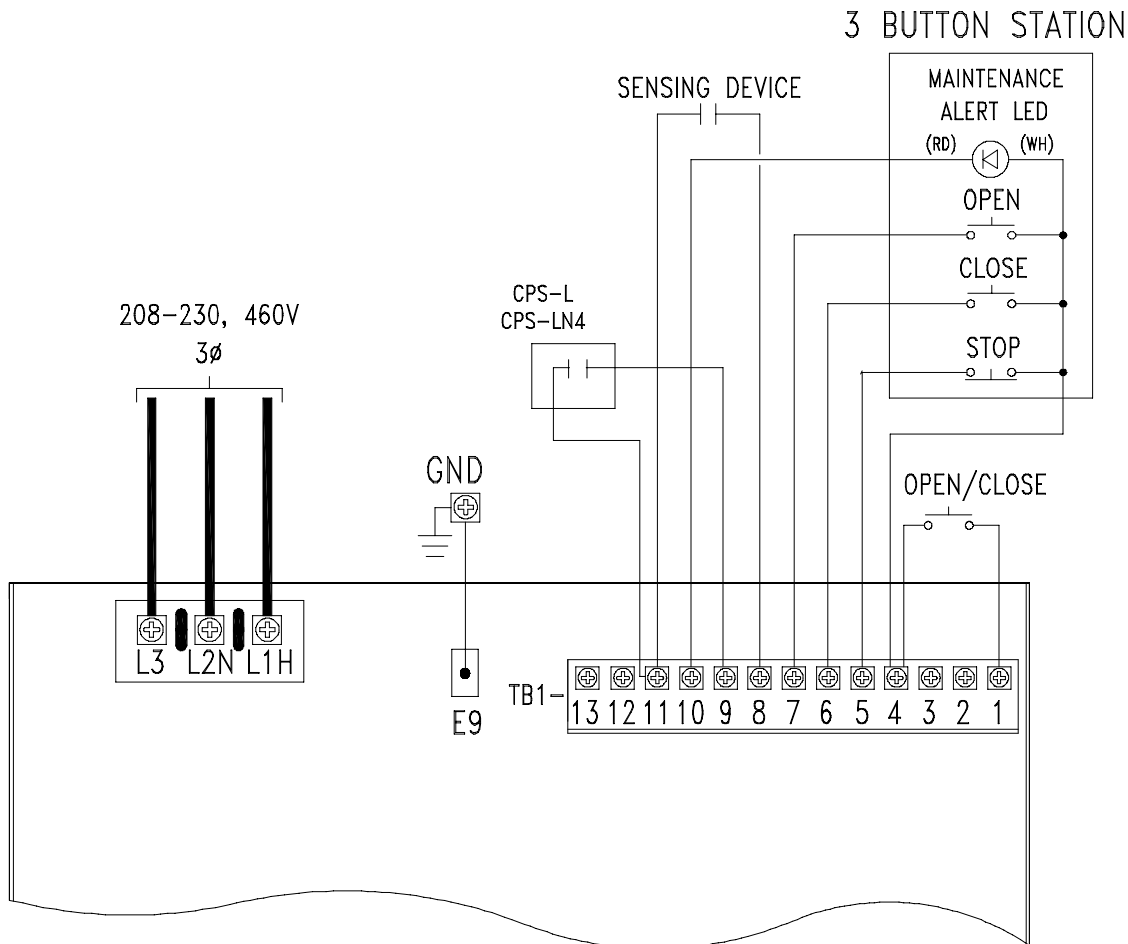 3 BUTTON STATION
SENSING DEVICE
MAINTENANCE
ALERT LED
(RD) (WH)
OPEN
CLOSE
STOP
CPS-L
CPS-LN4
208-230, 460V
3ø
GND
OPEN/CLOSE
L3 L2N L1H
E9
TB1-
13 12 11 10 9 8 7 6 5 4 3 2 1